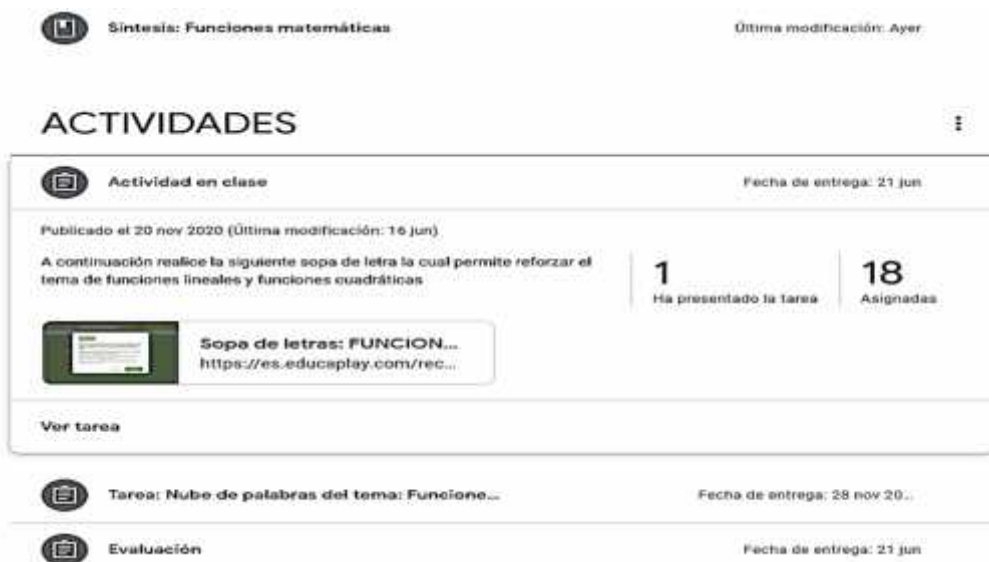 Síntesis: Funciones matemáticas
Última modificación: Ayer
ACTIVIDADES
Actividad en clase
Fecha de entrega: 21 jun
Publicado el 20 nov 2020 (Última modificación: 16 jun)
A continuación realice la siguiente sopa de letra la cual permite reforzar el
tema de funciones lineales y funciones cuadráticas
1
Ha presentado la tarea
18
Asignadas
Sopa de letras: FUNCION...
https://es.educaplay.com/rec...
Ver tarea
Tarea: Nube de palabras del tema: Funcione...
Fecha de entrega: 28 nov 20...
Evaluación
Fecha de entrega: 21 jun